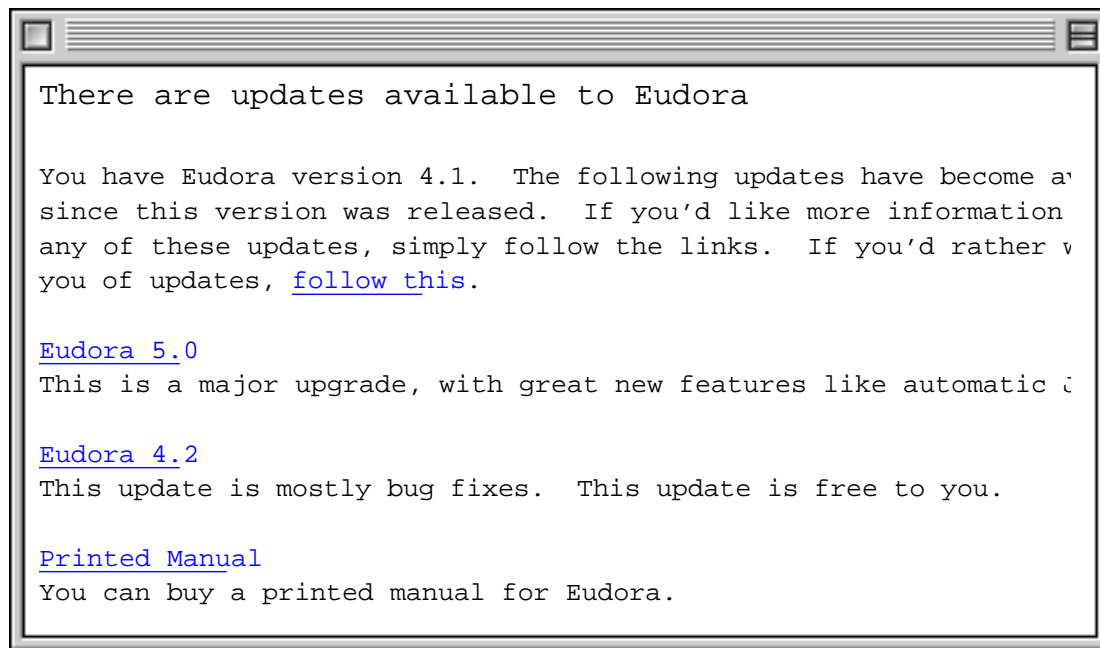 There are updates available to Eudora
You have Eudora version 4.1.  The following updates have become
since this version was released.  If you’d like more information
any of these updates, simply follow the links.  If you’d rather
you of updates, follow this.
Eudora 5.0
This is a major upgrade, with great new features like automatic
Eudora 4.2
This update is mostly bug fixes.  This update is free to you.
Printed Manual
You can buy a printed manual for Eudora.